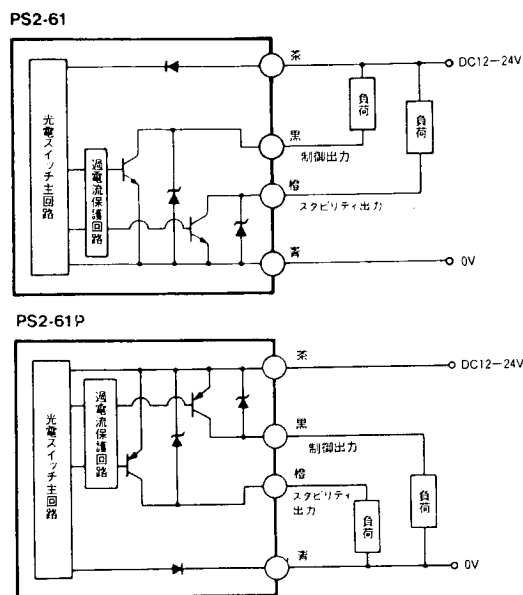 PS2-61
茶
DC12-24V
負荷
負荷
黒
制御出力
橙
スタビリティ出力
青
0V
光電スイッチ主回路
過電流保護回路
PS2-61P
茶
DC12-24V
黒
制御出力
橙
スタビリティ
出力
負荷
負荷
青
0V
光電スイッチ主回路
過電流保護回路